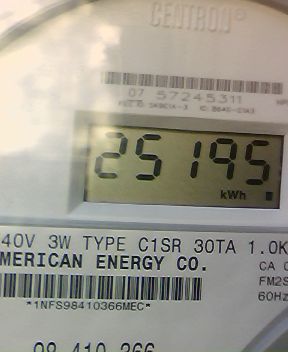 CENTRON®
07 57245311
25195
kWh
40V 3W TYPE C1SR 30TA 1.0K
MERICAN ENERGY CO.
CA 0
FM2S
60Hz
*1NFS98410366MEC*
98 410 366